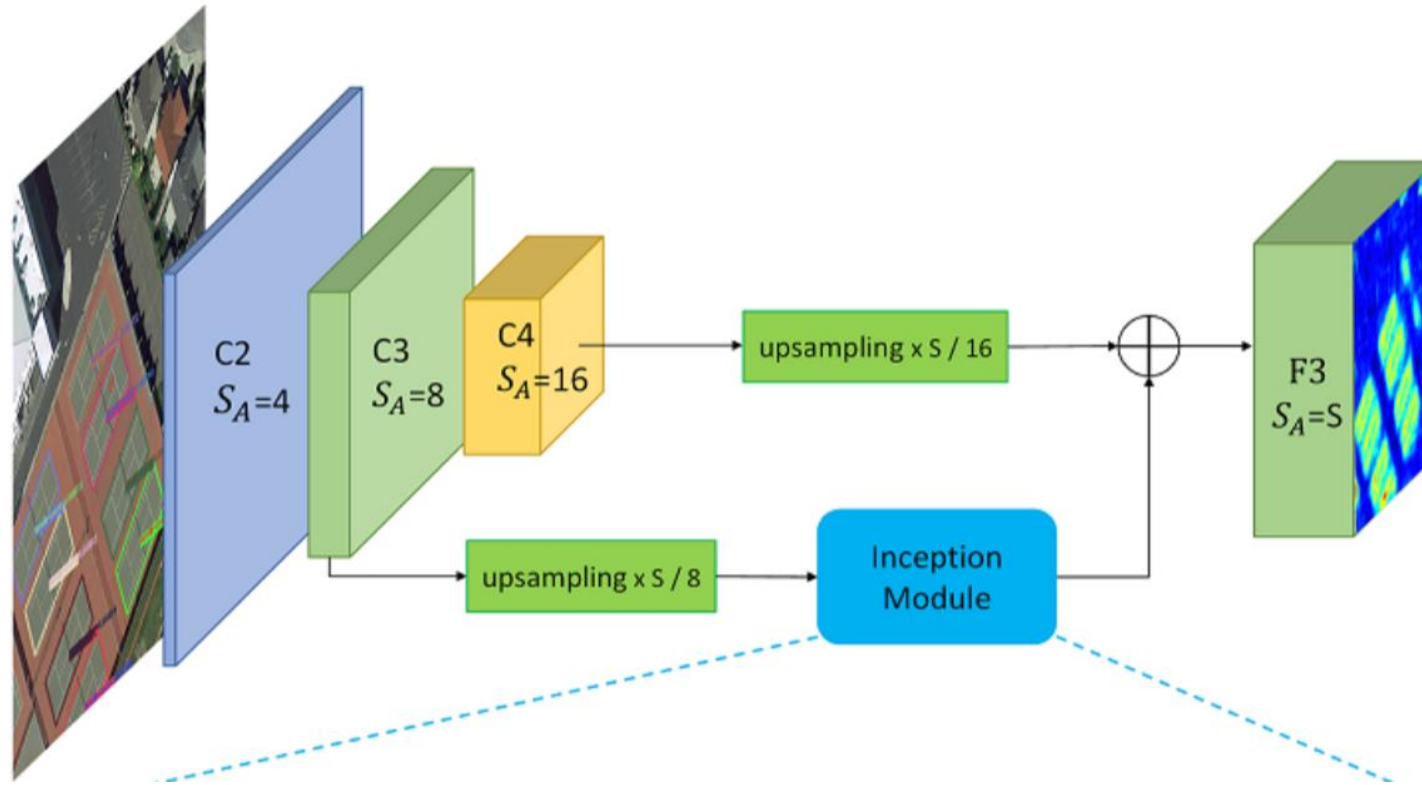 C2
S_A=4
C3
S_A=8
C4
S_A=16
upsampling x S / 16
upsampling x S / 8
Inception
Module
F3
S_A=S